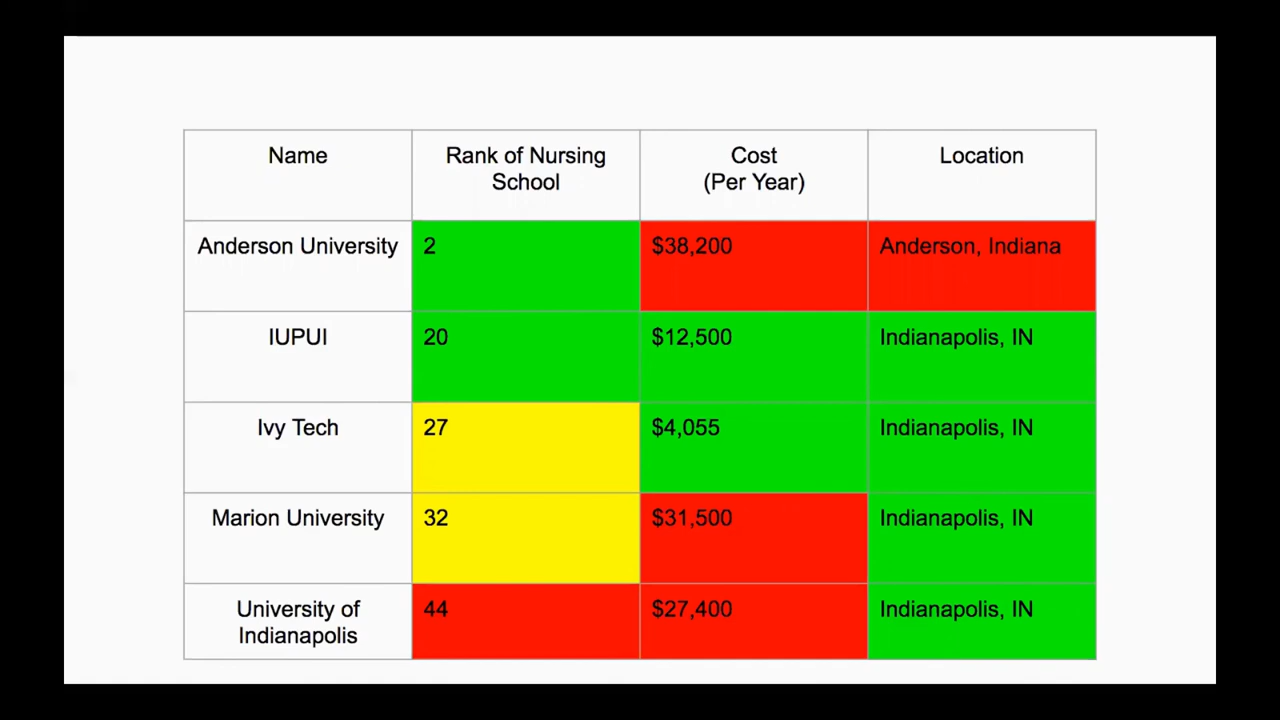 Name
Rank of Nursing
School
Cost
(Per Year)
Location
Anderson University
2
$38,200
Anderson, Indiana
IUPUI
20
$12,500
Indianapolis, IN
Ivy Tech
27
$4,055
Indianapolis, IN
Marion University
32
$31,500
Indianapolis, IN
University of
Indianapolis
44
$27,400
Indianapolis, IN